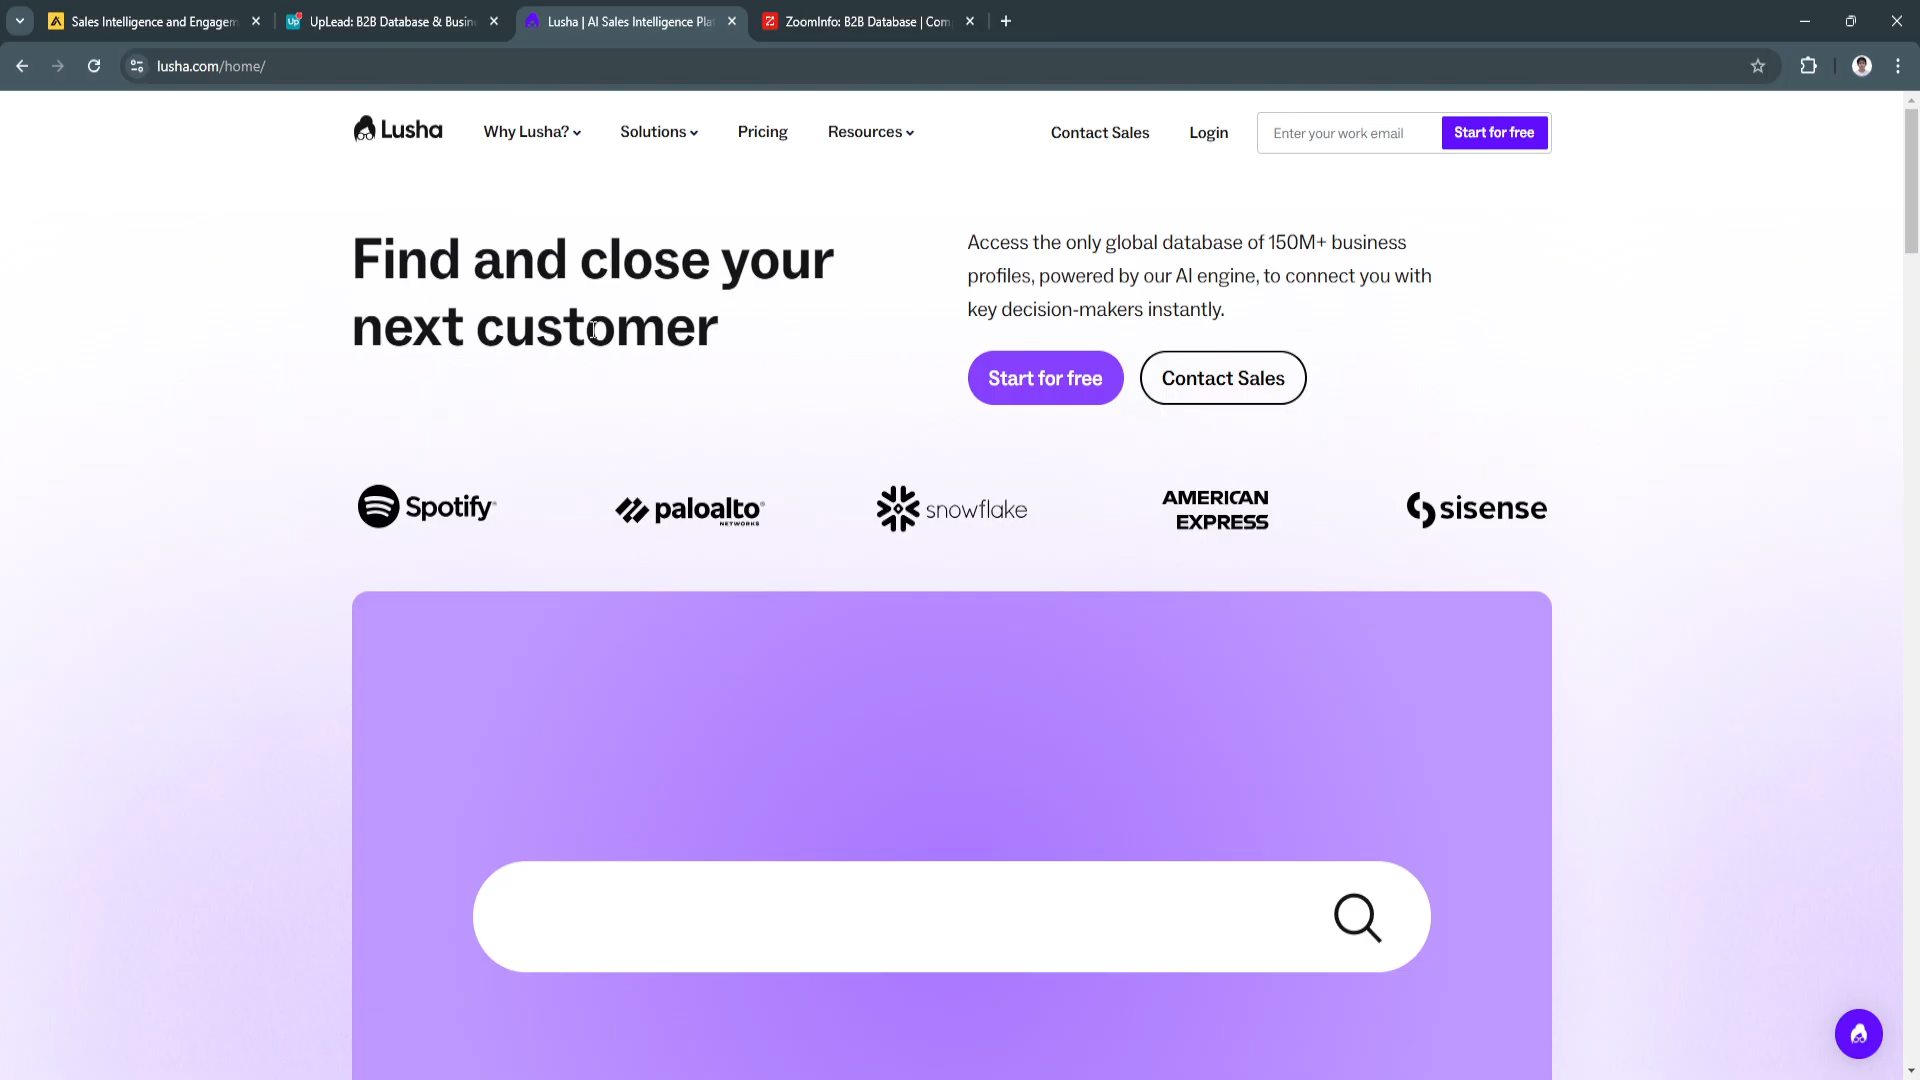 Sales Intelligence and Engagem
UpLead: B2B Database & Busin
Lusha | AI Sales Intelligence Plat
ZoomInfo: B2B Database | Com
lusha.com/home/
Lusha
Why Lusha?
Solutions
Pricing
Resources
Contact Sales
Login
Enter your work email
Start for free
Find and close your
next customer
Access the only global database of 150M+ business
profiles, powered by our AI engine, to connect you with
key decision-makers instantly.
Start for free
Contact Sales
Spotify
paloalto
NETWORKS
snowflake
AMERICAN
EXPRESS
sisense